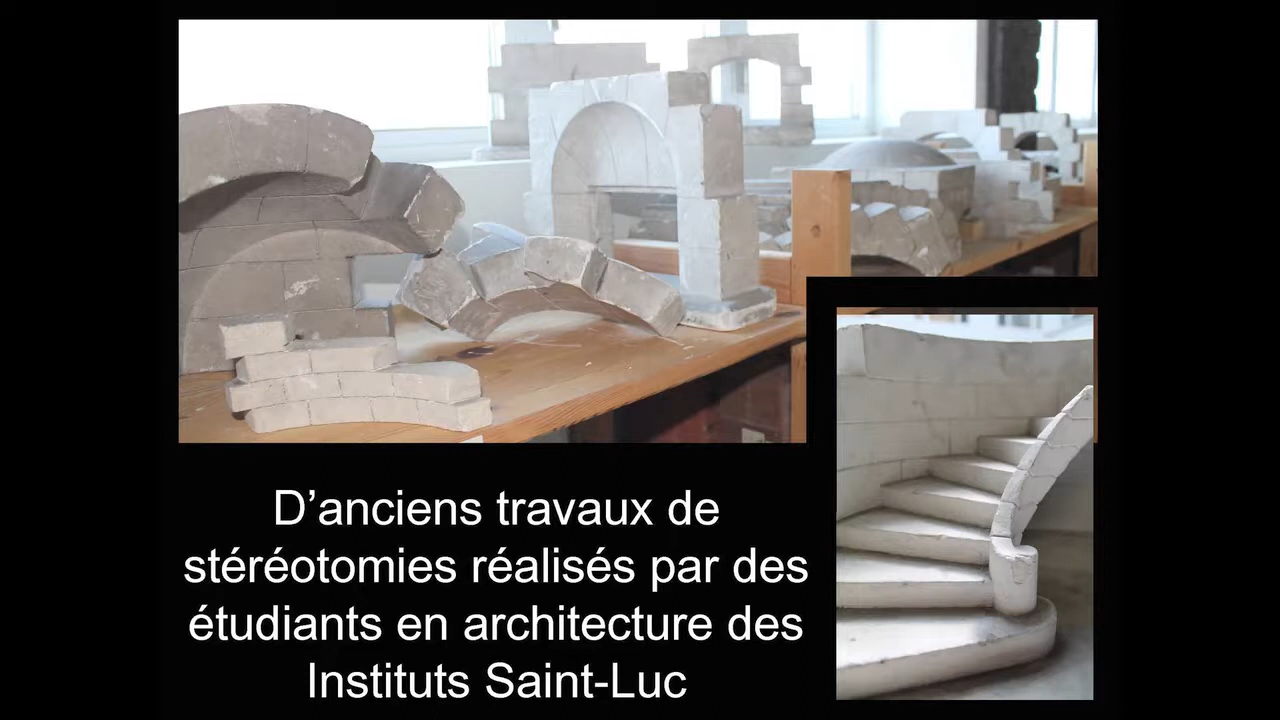 D’anciens travaux de
stéréotomies réalisés par des
étudiants en architecture des
Instituts Saint-Luc